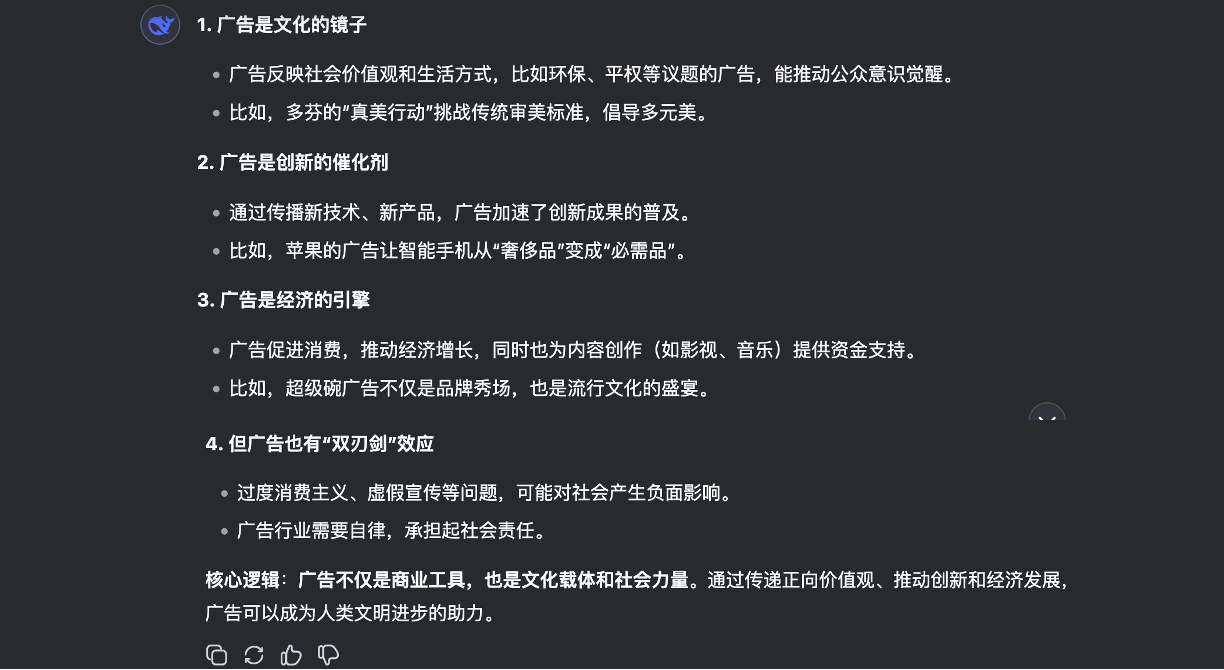 1. 广告是文化的镜子
• 广告反映社会价值观和生活方式，比如环保、平权等议题的广告，能推动公众意识觉醒。
• 比如，多芬的“真美行动”挑战传统审美标准，倡导多元美。
2. 广告是创新的催化剂
• 通过传播新技术、新产品，广告加速了创新成果的普及。
• 比如，苹果的广告让智能手机从“奢侈品”变成“必需品”。
3. 广告是经济的引擎
• 广告促进消费，推动经济增长，同时也为内容创作（如影视、音乐）提供资金支持。
• 比如，超级碗广告不仅是品牌秀场，也是流行文化的盛宴。
4. 但广告也有“双刃剑”效应
• 过度消费主义、虚假宣传等问题，可能对社会产生负面影响。
• 广告行业需要自律，承担起社会责任。
核心逻辑：广告不仅是商业工具，也是文化载体和社会力量。通过传递正向价值观、推动创新和经济发展，
广告可以成为人类文明进步的助力。